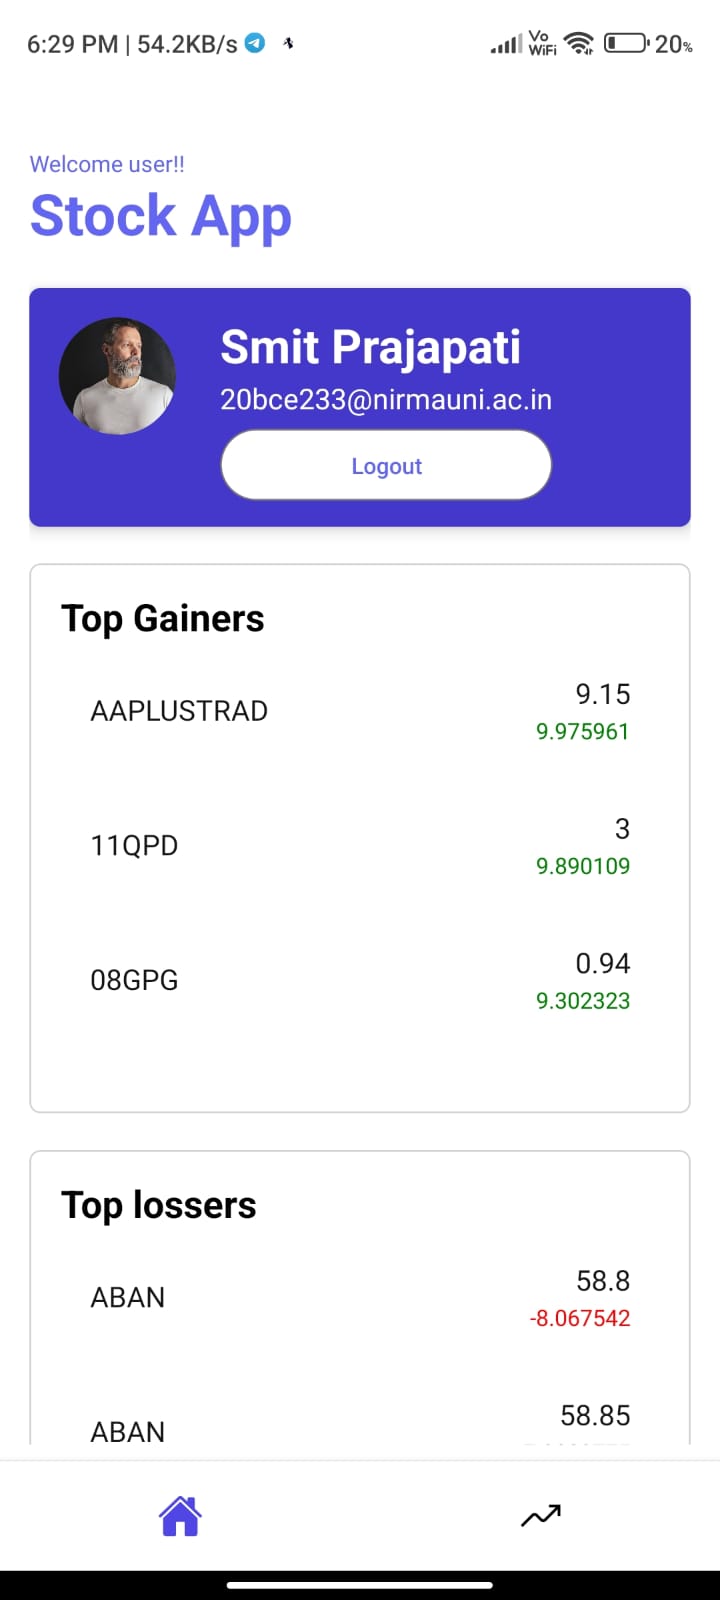 6:29 PM | 54.2KB/s
Vo
WiFi
20%
Welcome user!!
Stock App
Smit Prajapati
20bce233@nirmauni.ac.in
Logout
Top Gainers
AAPLUSTRAD
9.15
9.975961
11QPD
3
9.890109
08GPG
0.94
9.302323
Top lossers
ABAN
58.8
-8.067542
ABAN
58.85